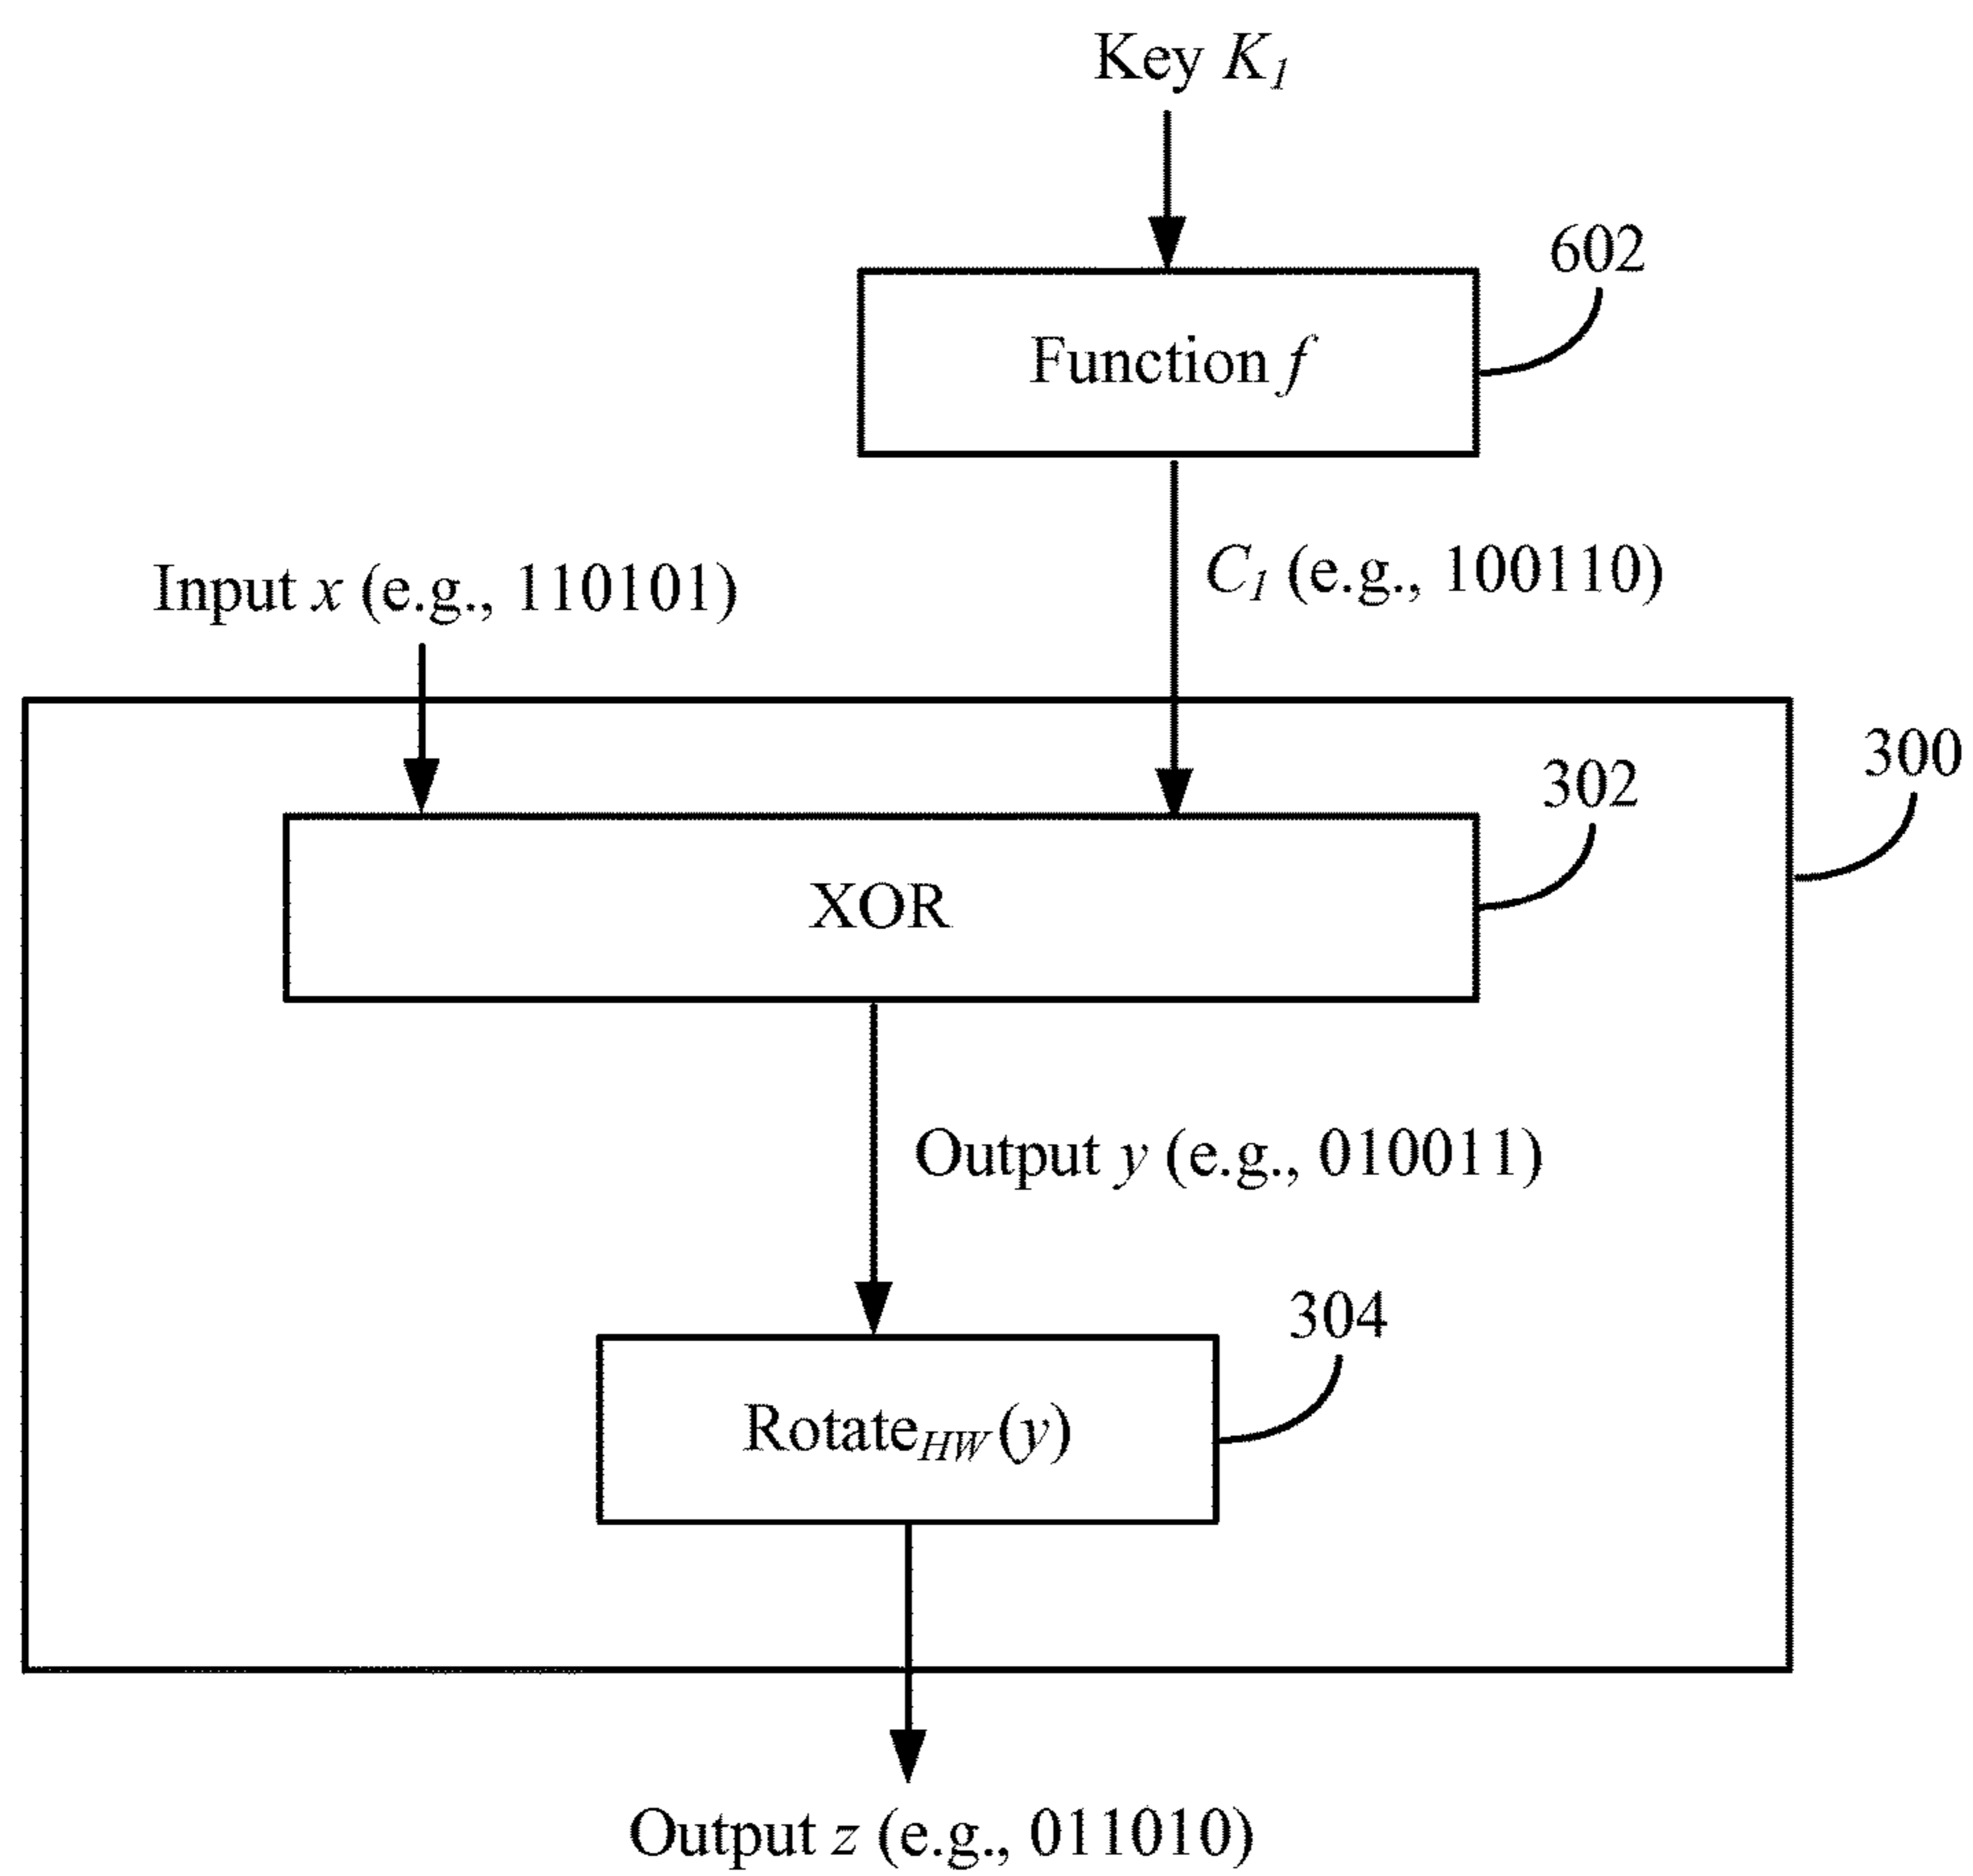 Key K1
602
Function f
C1 (e.g., 100110)
Input x (e.g., 110101)
300
302
XOR
Output y (e.g., 010011)
304
RotateHW(y)
Output z (e.g., 011010)